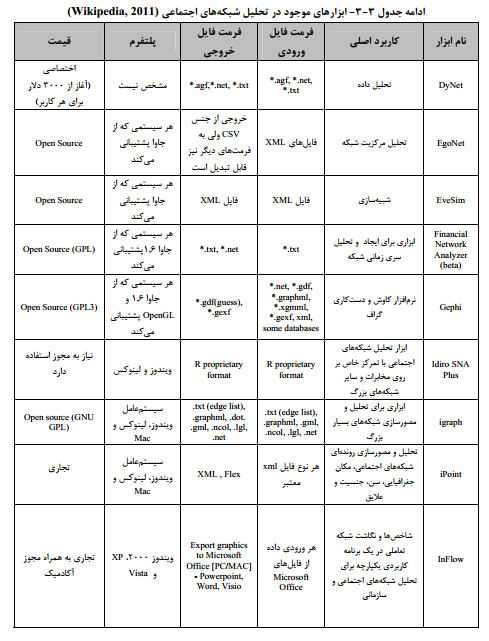 ادامه جدول ۳-۳- ابزارهای موجود در تحلیل شبکه‌های اجتماعی (Wikipedia, 2011)
نام ابزار
کاربرد اصلی
فرمت فایل
ورودی
فرمت فایل
خروجی
پلتفرم
قیمت
DyNet
تحلیل داده
*.agf, *.net,
*.txt
*.agf,*.net, *.txt
مشخص نیست
اختصاصی
(آغاز از ۳۰۰۰ دلار
برای هر کاربر)
EgoNet
تحلیل مرکزیت شبکه
فایل‌های XML
خروجی از جنس
CSV ولی به
فرمت‌های دیگر نیز
قابل تبدیل است
هر سیستمی که از
جاوا پشتیبانی
می‌کند
Open Source
EveSim
شبیه‌سازی
فایل XML
فایل XML
هر سیستمی که از
جاوا پشتیبانی
می‌کند
Open Source
Financial
Network
Analyzer
(beta)
ابزاری برای ایجاد و تحلیل
سری زمانی شبکه
*.txt
*.txt, *.net
هر سیستمی که از
جاوا ۱,۶پشتیبانی
می‌کند
Open Source (GPL)
Gephi
نرم‌افزار کاوش و دست‌کاری
گراف
*.net, *.gdf,
*.graphml,
*.xgmml,
*.gexf, xml,
some databases
*.gdf(guess),
*.gexf
هر سیستمی که از
جاوا ۱,۶ و
OpenGL پشتیبانی
می‌کند
Open Source (GPL3)
Idiro SNA
Plus
ابزار تحلیل شبکه‌های
اجتماعی با تمرکز خاص بر
روی مخابرات و سایر
شبکه‌های بزرگ
R proprietary
format
R proprietary
format
ویندوز و لینوکس
نیاز به مجوز استفاده
دارد
igraph
ابزاری برای تحلیل و
مصورسازی شبکه‌های بسیار
بزرگ
.txt (edge list),
.graphml, .gml,
.ncol, .lgl, .net
.txt (edge list),
.graphml, .dot.
.gml, .ncol, .lgl,
.net
سیستم‌عامل
ویندوز، لینوکس و
Mac
Open source (GNU
GPL)
iPoint
تحلیل و مصورسازی روندهای
شبکه‌های اجتماعی، مکان
جغرافیایی، سن، جنسیت و
علایق
هر نوع فایل xml
معتبر
XML , Flex
سیستم‌عامل
ویندوز، لینوکس و
Mac
تجاری
InFlow
شاخص‌ها و نگاشت شبکه
تعاملی در یک برنامه
کاربردی یکپارچه برای
تحلیل شبکه‌های اجتماعی و
سازمانی
هر ورودی داده
از فایل‌های
Microsoft
Office
Export graphics
to Microsoft
Office [PC/MAC]
- Powerpoint,
Word, Visio
ویندوز ۲۰۰۰، XP
و Vista
تجاری به همراه مجوز
آکادمیک